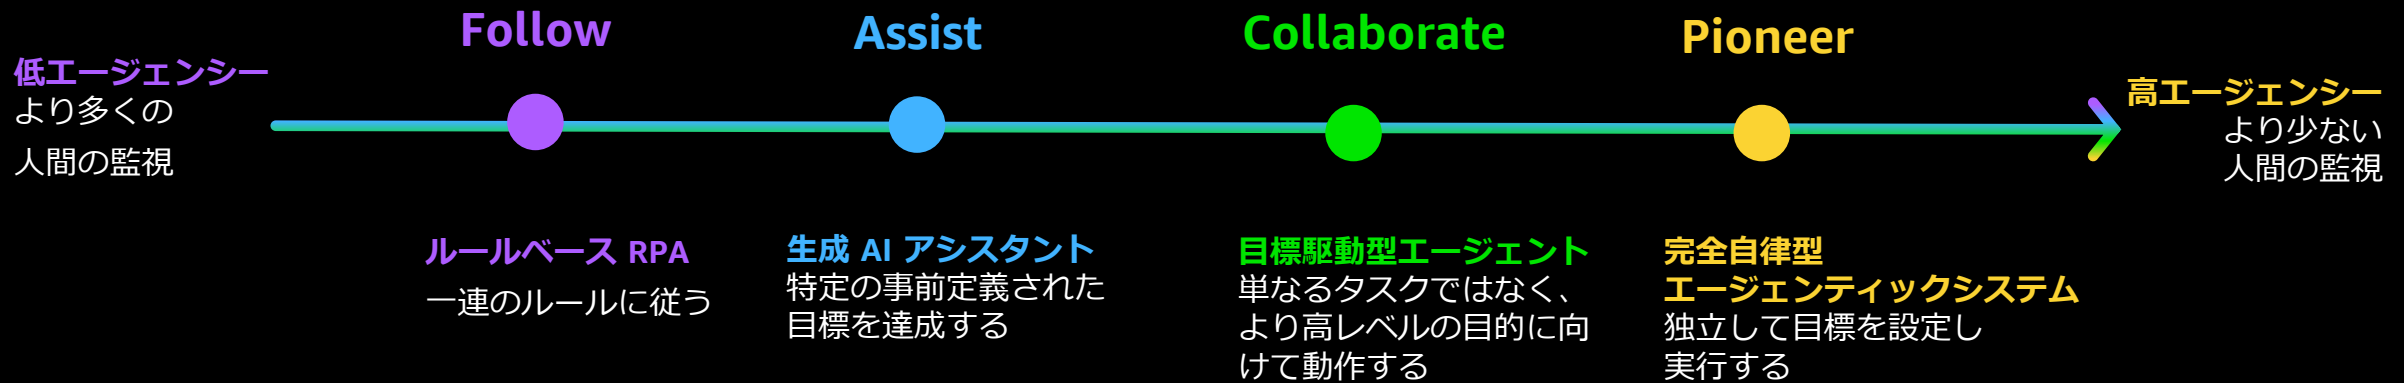 Follow
Assist
Collaborate
Pioneer
低エージェンシー
より多くの
人間の監視
高エージェンシー
より少ない
人間の監視
ルールベース RPA
一連のルールに従う
生成 AI アシスタント
特定の事前定義された
目標を達成する
目標駆動型エージェント
単なるタスクではなく、
より高レベルの目的に向
けて動作する
完全自律型
エージェンティックシステム
独立して目標を設定し
実行する